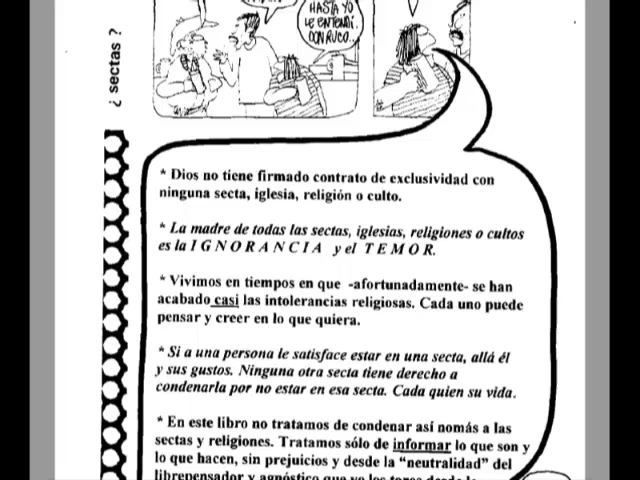 ¿ sectas ?
HASTA YO
LE ENTENDÍ,
DON RUCO...
* Dios no tiene firmado contrato de exclusividad con
ninguna secta, iglesia, religión o culto.
* La madre de todas las sectas, iglesias, religiones o cultos
es la I G N O R A N C I A y el T E M O R.
* Vivimos en tiempos en que -afortunadamente- se han
acabado casi las intolerancias religiosas. Cada uno puede
pensar y creer en lo que quiera.
* Si a una persona le satisface estar en una secta, allá él
y sus gustos. Ninguna otra secta tiene derecho a
condenarla por no estar en esa secta. Cada quien su vida.
* En este libro no tratamos de condenar así nomás a las
sectas y religiones. Tratamos sólo de informar lo que son y
lo que hacen, sin prejuicios y desde la "neutralidad" del
librepensador y agnóstico que